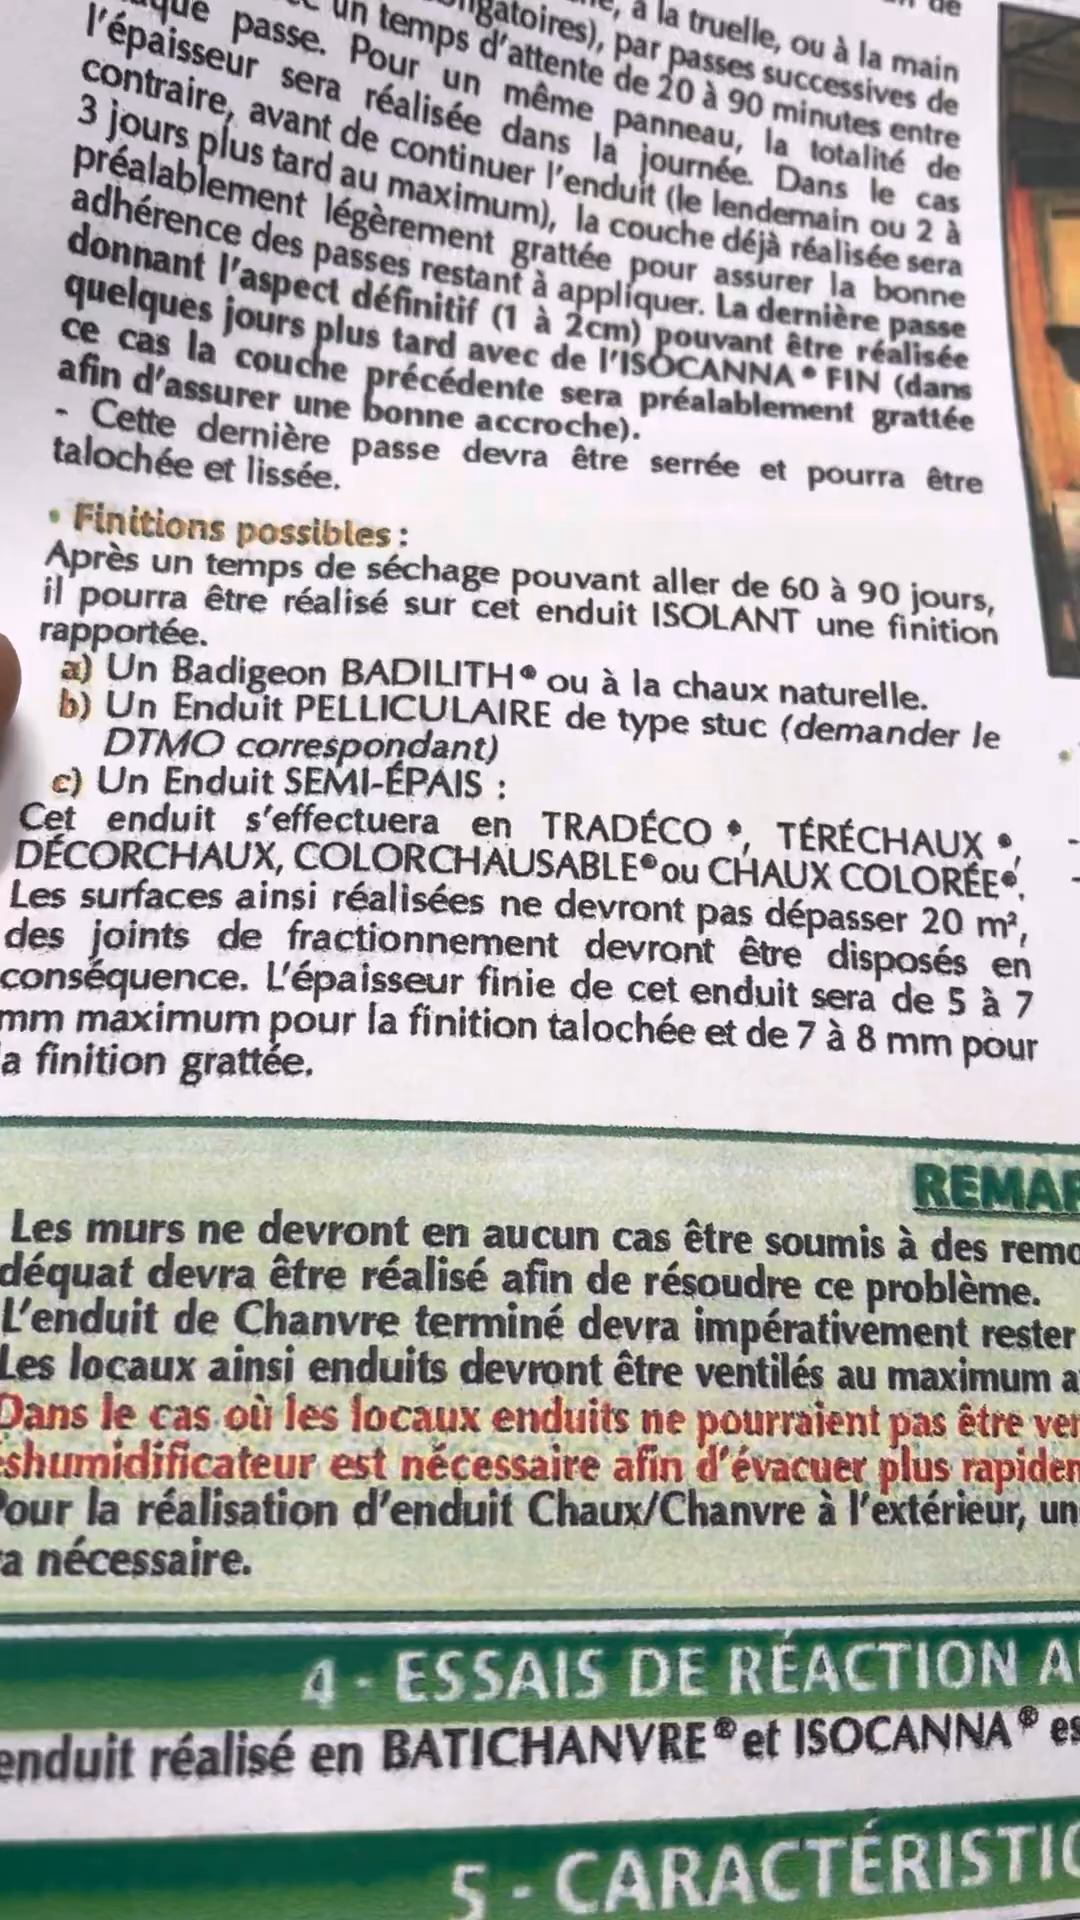 à la truelle, ou à la main
par passes successives de
un temps d'attente de 20 à 90 minutes entre
passe. Pour un même panneau, la totalité de
l'épaisseur sera réalisée dans la journée. Dans le cas
contraire, avant de continuer l'enduit (le lendemain ou 2 à
3 jours plus tard au maximum), la couche déjà réalisée sera
préalablement légèrement grattée pour assurer la bonne
adhérence des passes restant à appliquer. La dernière passe
donnant l'aspect définitif (1 à 2cm) pouvant être réalisée
quelques jours plus tard avec de l'ISOCANNA® FIN (dans
ce cas la couche précédente sera préalablement grattée
afin d'assurer une bonne accroche).
- Cette dernière passe devra être serrée et pourra être
talochée et lissée.
• Finitions possibles :
Après un temps de séchage pouvant aller de 60 à 90 jours,
il pourra être réalisé sur cet enduit ISOLANT une finition
rapportée.
a) Un Badigeon BADILITH® ou à la chaux naturelle.
b) Un Enduit PELLICULAIRE de type stuc (demander le
DTMO correspondant)
c) Un Enduit SEMI-ÉPAIS :
Cet enduit s'effectuera en TRADÉCO®, TÉRÉCHAUX®,
DÉCORCHAUX, COLORCHAUSABLE® ou CHAUX COLORÉE®.
Les surfaces ainsi réalisées ne devront pas dépasser 20 m²,
des joints de fractionnement devront être disposés en
conséquence. L'épaisseur finie de cet enduit sera de 5 à 7
mm maximum pour la finition talochée et de 7 à 8 mm pour
a finition grattée.
REMAR
Les murs ne devront en aucun cas être soumis à des remo
déquat devra être réalisé afin de résoudre ce problème.
L'enduit de Chanvre terminé devra impérativement rester
Les locaux ainsi enduits devront être ventilés au maximum a
Dans le cas où les locaux enduits ne pourraient pas être ven
shumidificateur est nécessaire afin d'évacuer plus rapidem
Pour la réalisation d'enduit Chaux/Chanvre à l'extérieur, un
ra nécessaire.
4 - ESSAIS DE RÉACTION A
enduit réalisé en BATICHANVRE® et ISOCANNA® es
5 - CARACTÉRISTIC